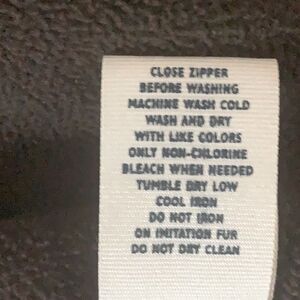 CLOSE ZIPPER
BEFORE WASHING
MACHINE WASH COLD
WASH AND DRY
WITH LIKE COLORS
ONLY NON-CHLORINE
BLEACH WHEN NEEDED
TUMBLE DRY LOW
COOL IRON
DO NOT IRON
ON IMITATION FUR
DO NOT DRY CLEAN